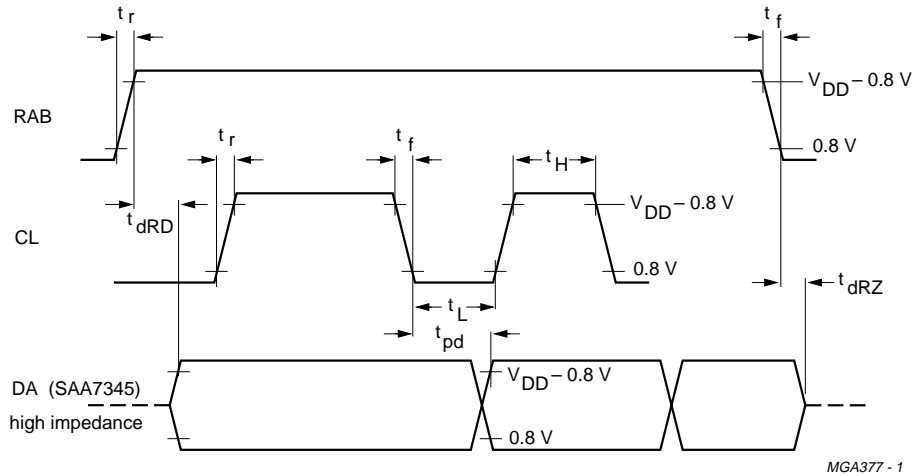 t r
t f
V DD – 0.8 V
RAB
0.8 V
t r
t f
t H
V DD – 0.8 V
t dRD
CL
0.8 V
t dRZ
t L
t pd
DA (SAA7345)
V DD – 0.8 V
high impedance
0.8 V
MGA377 - 1